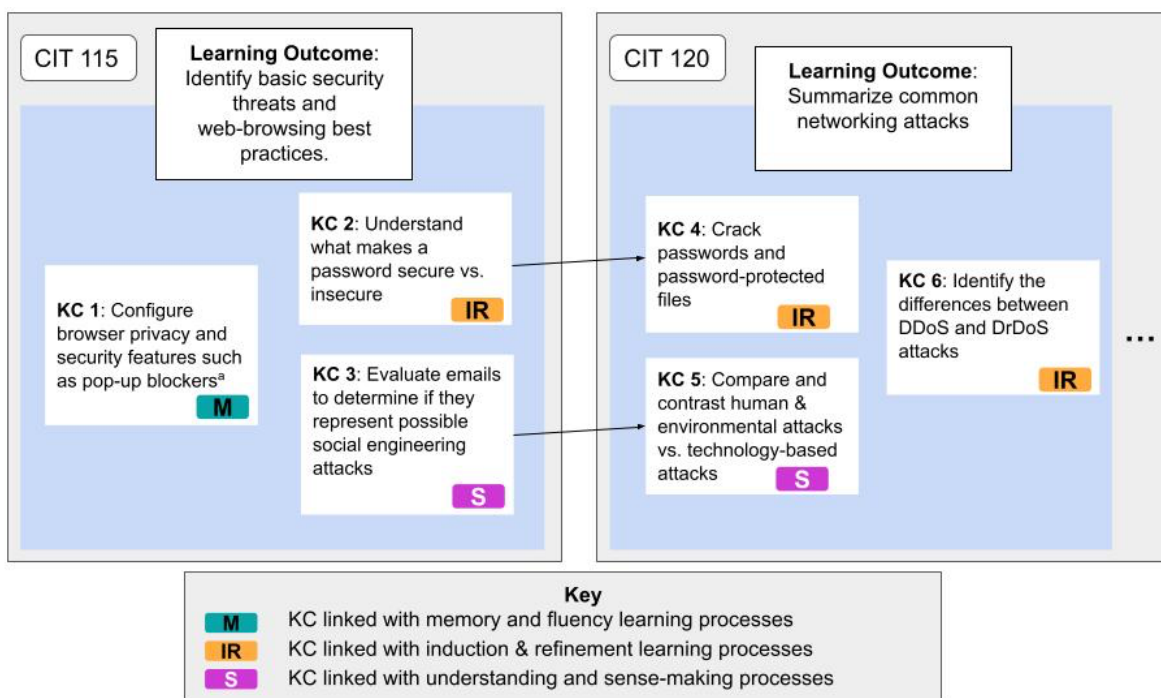 CIT 115
Learning Outcome:
Identify basic security
threats and
web-browsing best
practices.
KC 1: Configure
browser privacy and
security features such
as pop-up blockersᵃ
M
KC 2: Understand
what makes a
password secure vs.
insecure
IR
KC 3: Evaluate emails
to determine if they
represent possible
social engineering
attacks
S
CIT 120
Learning Outcome:
Summarize common
networking attacks
KC 4: Crack
passwords and
password-protected
files
IR
KC 5: Compare and
contrast human &
environmental attacks
vs. technology-based
attacks
S
KC 6: Identify the
differences between
DDoS and DrDoS
attacks
IR
...
Key
M KC linked with memory and fluency learning processes
IR KC linked with induction & refinement learning processes
S KC linked with understanding and sense-making processes